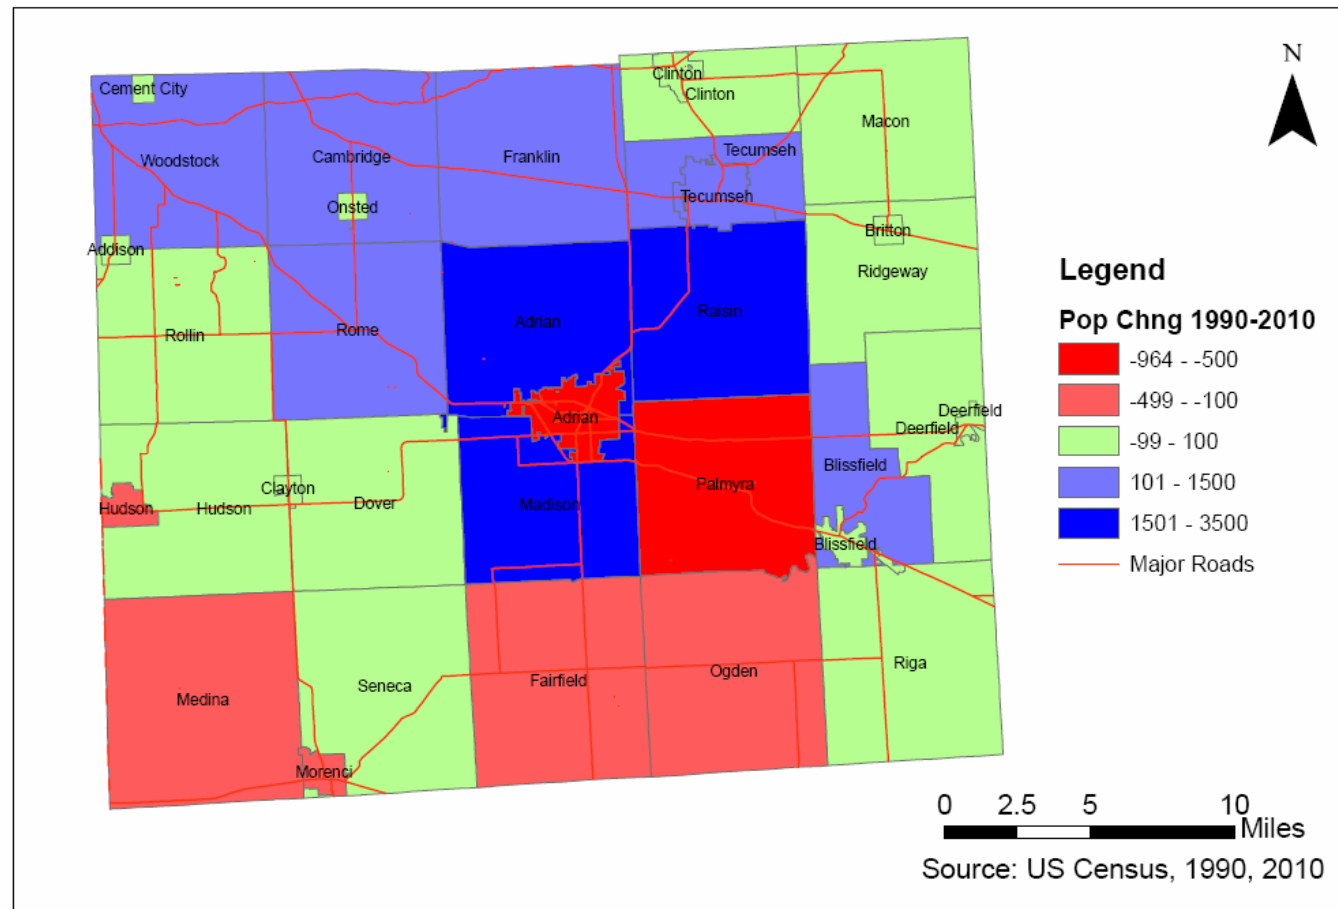 Clinton
Clinton
Cement City
Macon
Tecumseh
Woodstock
Cambridge
Franklin
Tecumseh
Onsted
Britton
Addison
Ridgeway
Raisin
Adrian
Rome
Rollin
Deerfield
Adrian
Deerfield
Blissfield
Palmyra
Clayton
Dover
Madison
Hudson
Hudson
Blissfield
Riga
Ogden
Fairfield
Seneca
Medina
Morenci
N
Legend
Pop Chng 1990-2010
-964 - -500
-499 - -100
-99 - 100
101 - 1500
1501 - 3500
Major Roads
0 2.5 5 10
Miles
Source: US Census, 1990, 2010